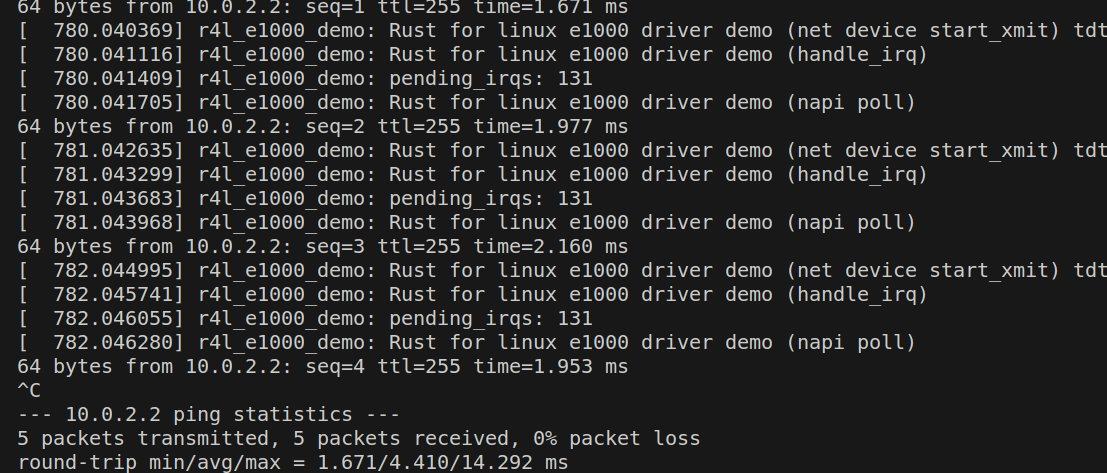 64 bytes from 10.0.2.2: seq=1 ttl=255 time=1.671 ms
[  780.040369] r4l_e1000_demo: Rust for linux e1000 driver demo (net device start_xmit) tdt
[  780.041116] r4l_e1000_demo: Rust for linux e1000 driver demo (handle_irq)
[  780.041409] r4l_e1000_demo: pending_irqs: 131
[  780.041705] r4l_e1000_demo: Rust for linux e1000 driver demo (napi poll)
64 bytes from 10.0.2.2: seq=2 ttl=255 time=1.977 ms
[  781.042635] r4l_e1000_demo: Rust for linux e1000 driver demo (net device start_xmit) tdt
[  781.043299] r4l_e1000_demo: Rust for linux e1000 driver demo (handle_irq)
[  781.043683] r4l_e1000_demo: pending_irqs: 131
[  781.043968] r4l_e1000_demo: Rust for linux e1000 driver demo (napi poll)
64 bytes from 10.0.2.2: seq=3 ttl=255 time=2.160 ms
[  782.044995] r4l_e1000_demo: Rust for linux e1000 driver demo (net device start_xmit) tdt
[  782.045741] r4l_e1000_demo: Rust for linux e1000 driver demo (handle_irq)
[  782.046055] r4l_e1000_demo: pending_irqs: 131
[  782.046280] r4l_e1000_demo: Rust for linux e1000 driver demo (napi poll)
64 bytes from 10.0.2.2: seq=4 ttl=255 time=1.953 ms
^C
--- 10.0.2.2 ping statistics ---
5 packets transmitted, 5 packets received, 0% packet loss
round-trip min/avg/max = 1.671/4.410/14.292 ms